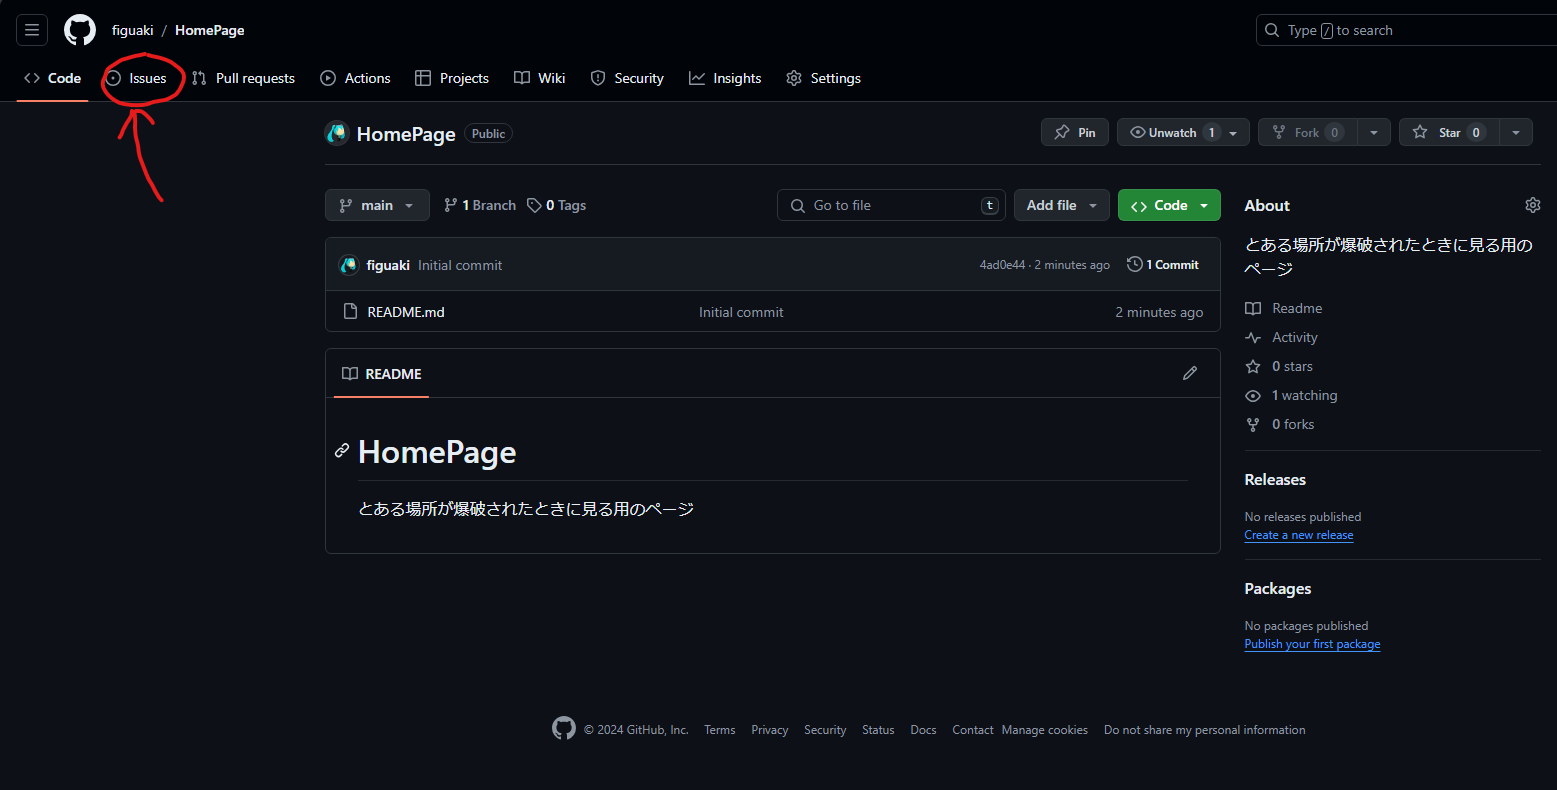 figuaki / HomePage
Type / to search
Code Issues Pull requests Actions Projects Wiki Security Insights Settings
HomePage Public
Pin Unwatch 1 Fork 0 Star 0
main 1 Branch 0 Tags
Go to file t Add file Code
figuaki Initial commit 4ad0e44 · 2 minutes ago 1 Commit
README.md Initial commit 2 minutes ago
README
HomePage
とある場所が爆破されたときに見る用のページ
About
とある場所が爆破されたときに見る用の
ページ
Readme
Activity
0 stars
1 watching
0 forks
Releases
No releases published
Create a new release
Packages
No packages published
Publish your first package
© 2024 GitHub, Inc. Terms Privacy Security Status Docs Contact Manage cookies Do not share my personal information